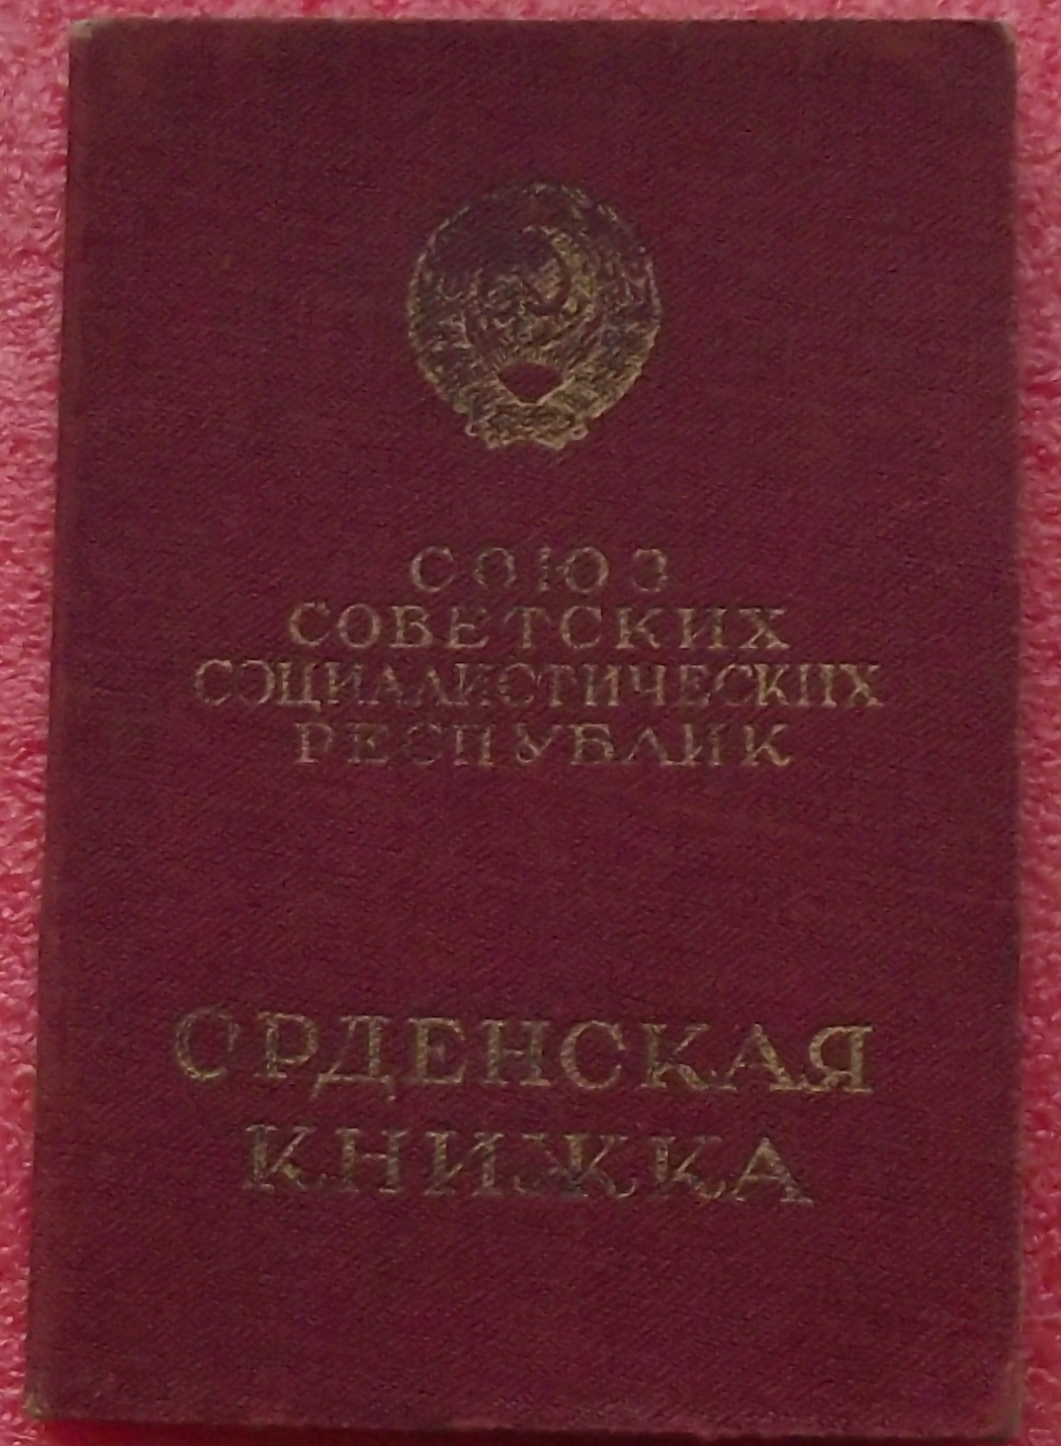 СОЮЗ
СОВЕТСКИХ
СОЦИАЛИСТИЧЕСКИХ
РЕСПУБЛИК
ОРДЕНСКАЯ
КНИЖКА